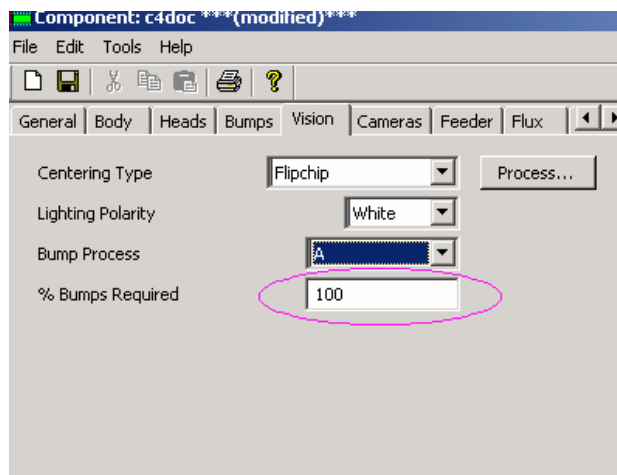 Component: c4doc ***(modified)***
File Edit Tools Help
General Body Heads Bumps Vision Cameras Feeder Flux
Centering Type Flipchip Process...
Lighting Polarity White
Bump Process A
% Bumps Required 100